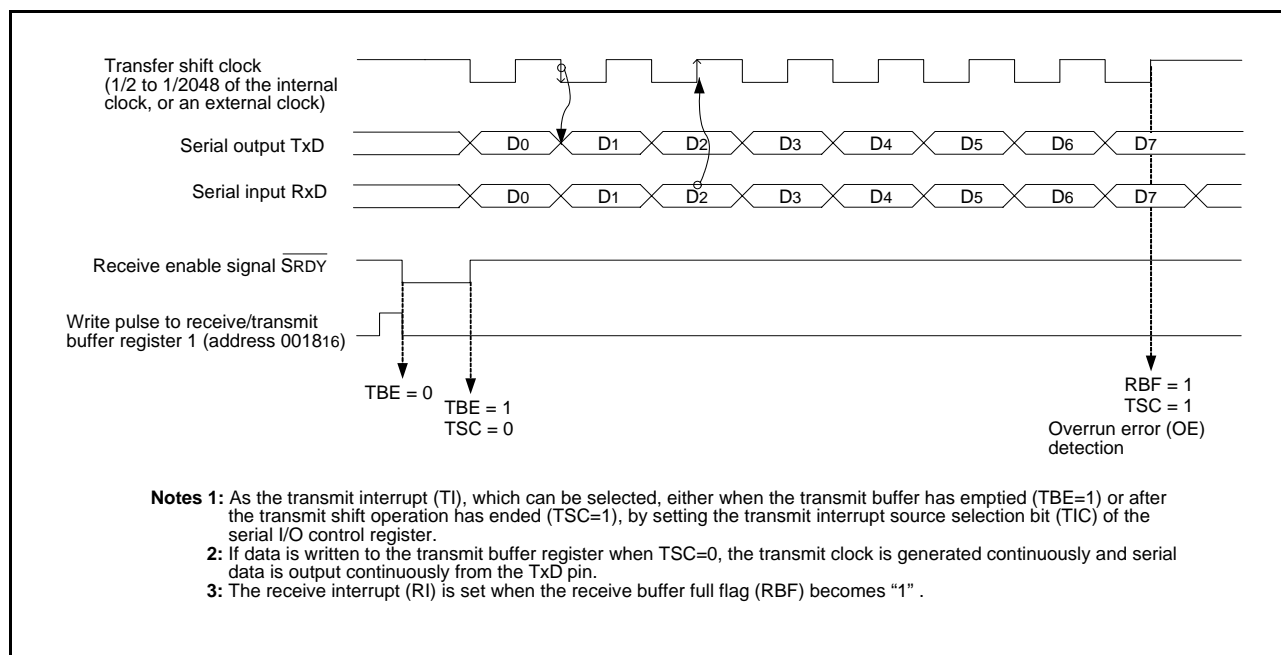 Transfer shift clock
(1/2 to 1/2048 of the internal
clock, or an external clock)
Serial output TxD
D0 D1 D2 D3 D4 D5 D6 D7
Serial input RxD
D0 D1 D2 D3 D4 D5 D6 D7
Receive enable signal SRDY
Write pulse to receive/transmit
buffer register 1 (address 001816)
TBE = 0
TBE = 1
TSC = 0
RBF = 1
TSC = 1
Overrun error (OE)
detection
Notes 1: As the transmit interrupt (TI), which can be selected, either when the transmit buffer has emptied (TBE=1) or after
the transmit shift operation has ended (TSC=1), by setting the transmit interrupt source selection bit (TIC) of the
serial I/O control register.
2: If data is written to the transmit buffer register when TSC=0, the transmit clock is generated continuously and serial
data is output continuously from the TxD pin.
3: The receive interrupt (RI) is set when the receive buffer full flag (RBF) becomes “1” .